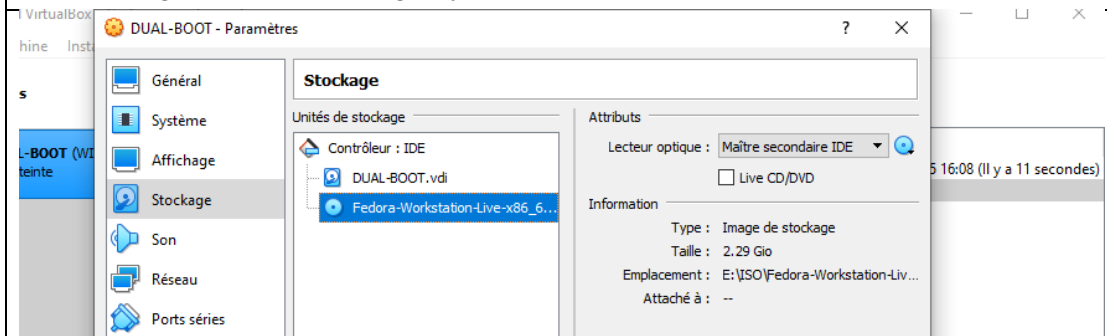 VirtualBox
DUAL-BOOT - Paramètres
?
hine Insta
Général
Stockage
s
Système
Unités de stockage
Attributs
Contrôleur : IDE
Lecteur optique : Maître secondaire IDE
L-BOOT (WI
Affichage
DUAL-BOOT.vdi
Live CD/DVD
teinte
5 16:08 (Il y a 11 secondes)
Stockage
Fedora-Workstation-Live-x86_6...
Information
Type : Image de stockage
Son
Taille : 2.29 Gio
Réseau
Emplacement : E:\ISO\Fedora-Workstation-Liv...
Attaché à : --
Ports séries